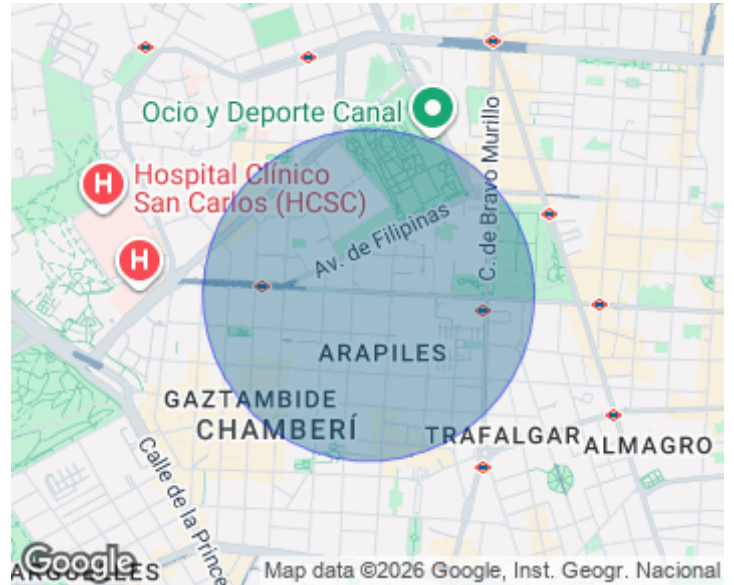 Ocio y Deporte Canal
C. de Bravo Murillo
H
Hospital Clínico
San Carlos (HCSC)
Av. de Filipinas
H
ARAPILES
GAZTAMBIDE
CHAMBERÍ
TRAFALGAR
ALMAGRO
Calle de la Prince
Google
Map data ©2026 Google, Inst. Geogr. Nacional